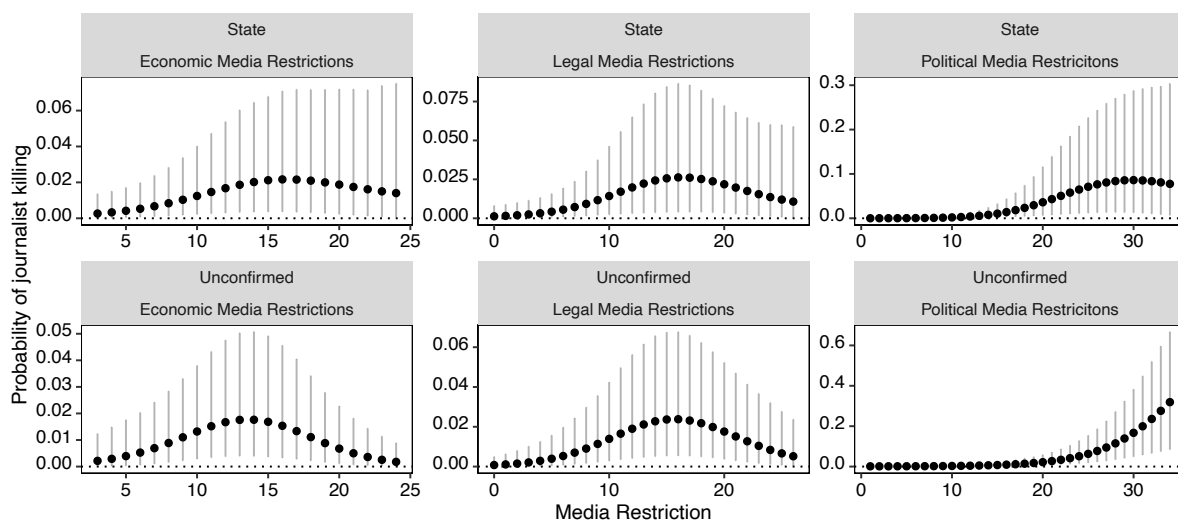 Probability of journalist killing
State
Economic Media Restrictions
0.06
0.04
0.02
0.00
5 10 15 20 25
State
Legal Media Restrictions
0.075
0.050
0.025
0.000
0 10 20
State
Political Media Restricitons
0.3
0.2
0.1
0.0
0 10 20 30
Unconfirmed
Economic Media Restrictions
0.05
0.04
0.03
0.02
0.01
0.00
5 10 15 20 25
Unconfirmed
Legal Media Restrictions
0.06
0.04
0.02
0.00
0 10 20
Unconfirmed
Political Media Restricitons
0.6
0.4
0.2
0.0
0 10 20 30
Media Restriction